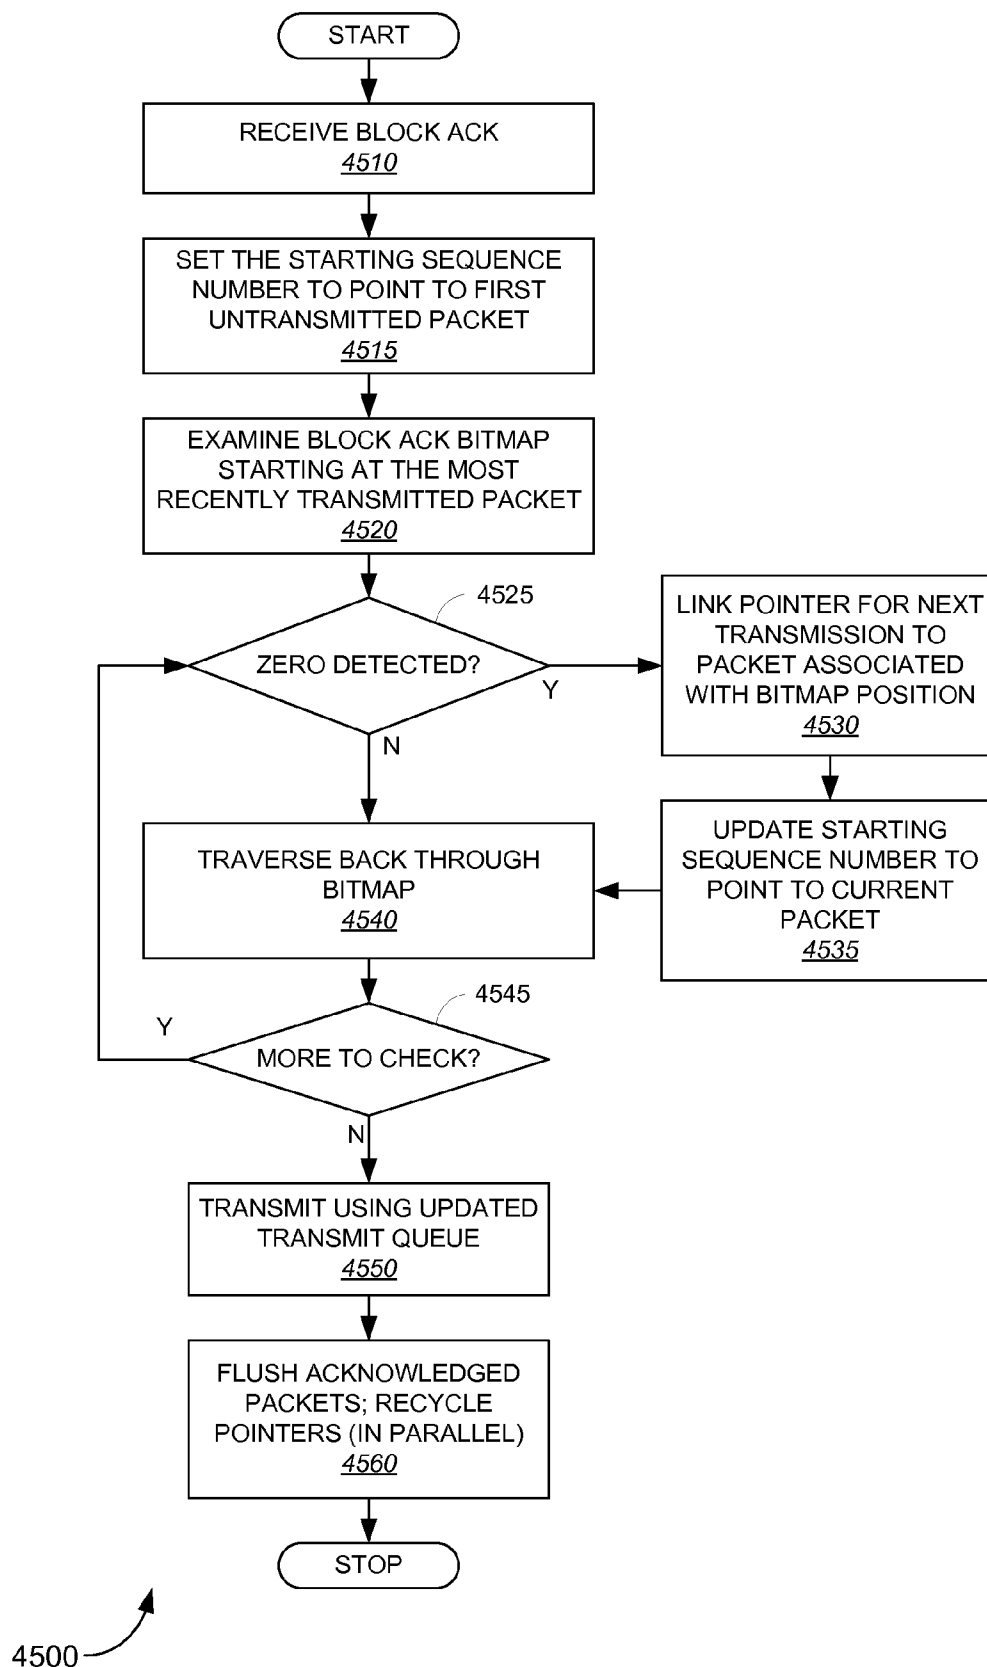 START
RECEIVE BLOCK ACK
4510
SET THE STARTING SEQUENCE
NUMBER TO POINT TO FIRST
UNTRANSMITTED PACKET
4515
EXAMINE BLOCK ACK BITMAP
STARTING AT THE MOST
RECENTLY TRANSMITTED PACKET
4520
4525
ZERO DETECTED?
Y
N
LINK POINTER FOR NEXT
TRANSMISSION TO
PACKET ASSOCIATED
WITH BITMAP POSITION
4530
UPDATE STARTING
SEQUENCE NUMBER TO
POINT TO CURRENT
PACKET
4535
TRAVERSE BACK THROUGH
BITMAP
4540
4545
Y
MORE TO CHECK?
N
TRANSMIT USING UPDATED
TRANSMIT QUEUE
4550
FLUSH ACKNOWLEDGED
PACKETS; RECYCLE
POINTERS (IN PARALLEL)
4560
STOP
4500